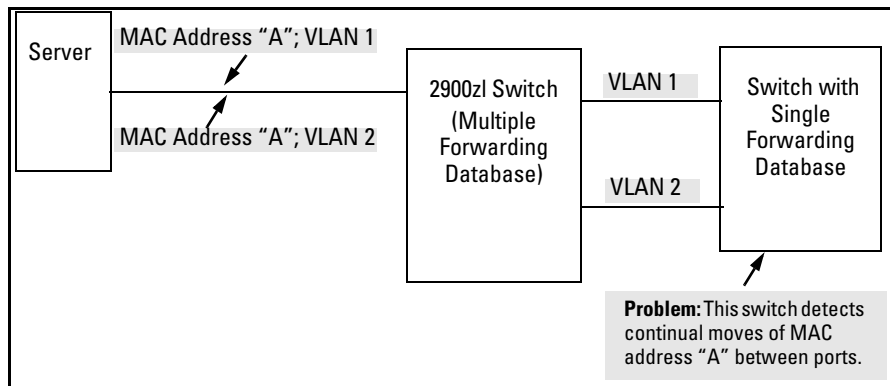 Server
MAC Address “A”; VLAN 1
MAC Address “A”; VLAN 2
2900zl Switch
(Multiple
Forwarding
Database)
VLAN 1
VLAN 2
Switch with
Single
Forwarding
Database
Problem: This switch detects
continual moves of MAC
address “A” between ports.